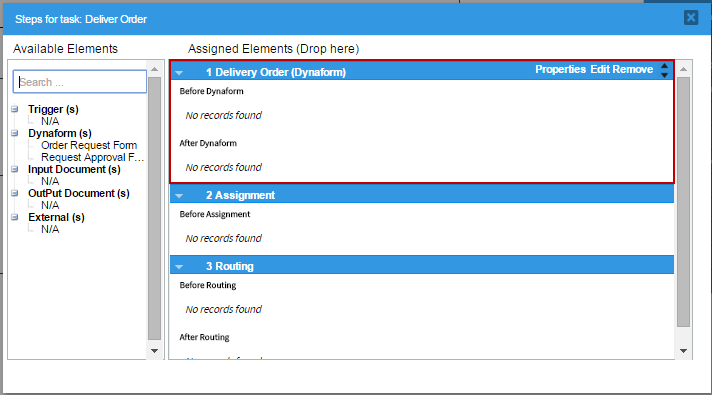 Steps for task: Deliver Order
Available Elements
Assigned Elements (Drop here)
Search ...
Trigger (s)
N/A
Dynaform (s)
Order Request Form
Request Approval F...
Input Document (s)
N/A
OutPut Document (s)
N/A
External (s)
N/A
1 Delivery Order (Dynaform)
Properties Edit Remove
Before Dynaform
No records found
After Dynaform
No records found
2 Assignment
Before Assignment
No records found
3 Routing
Before Routing
No records found
After Routing